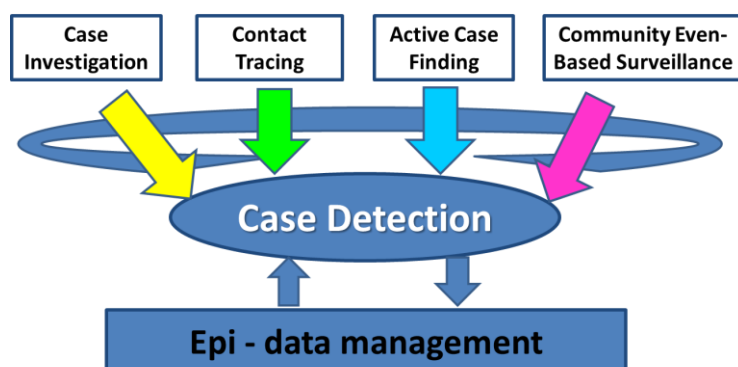 Case
Investigation
Contact
Tracing
Active Case
Finding
Community Even-
Based Surveillance
Case Detection
Epi - data management